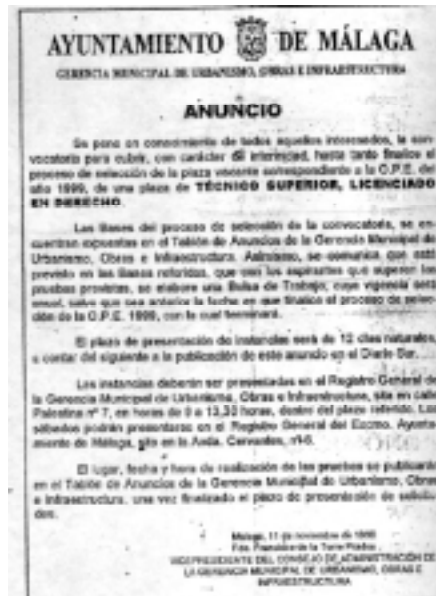 AYUNTAMIENTO DE MÁLAGA
GERENCIA MUNICIPAL DE URBANISMO, OBRAS E INFRAESTRUCTURA
ANUNCIO
Se pone en conocimiento de todos aquellos interesados, la con-
vocatoria para cubrir, con carácter de interinidad, hasta tanto finalice el
proceso de selección de la plaza vacante correspondiente a la O.P.E. del
año 1999, de una plaza de TÉCNICO SUPERIOR, LICENCIADO
EN DERECHO.
Las Bases del proceso de selección de la convocatoria, se en-
cuentran expuestas en el Tablón de Anuncios de la Gerencia Municipal de
Urbanismo, Obras e Infraestructura. Asimismo, se comunica que está
previsto en las Bases referidas, que con los aspirantes que superen las
pruebas previstas, se elabore una Bolsa de Trabajo, cuya vigencia será
anual, salvo que sea anterior la fecha en que finalice el proceso de selec-
ción de la O.P.E. 1999, con la cual terminará.
El plazo de presentación de instancias será de 12 días naturales,
a contar del siguiente a la publicación de este anuncio en el Diario Sur.
Las instancias deberán ser presentadas en el Registro General de
la Gerencia Municipal de Urbanismo, Obras e Infraestructura, sita en calle
Palestina nº 7, en horas de 9 a 13,30 horas, dentro del plazo referido. Los
sábados podrán presentarse en el Registro General del Excmo. Ayunta-
miento de Málaga, sito en la Avda. Cervantes,
El lugar, fecha y hora de realización de las pruebas se publicarán
en el Tablón de Anuncios de la Gerencia Municipal de Urbanismo, Obras
e Infraestructura, una vez finalizado el plazo de presentación de solicitu-
des.
Málaga, 11 de noviembre de
Fdo. Francisco de la Torre Prados
VICEPRESIDENTE DEL CONSEJO DE ADMINISTRACIÓN DE
LA GERENCIA MUNICIPAL DE URBANISMO, OBRAS E
INFRAESTRUCTURA